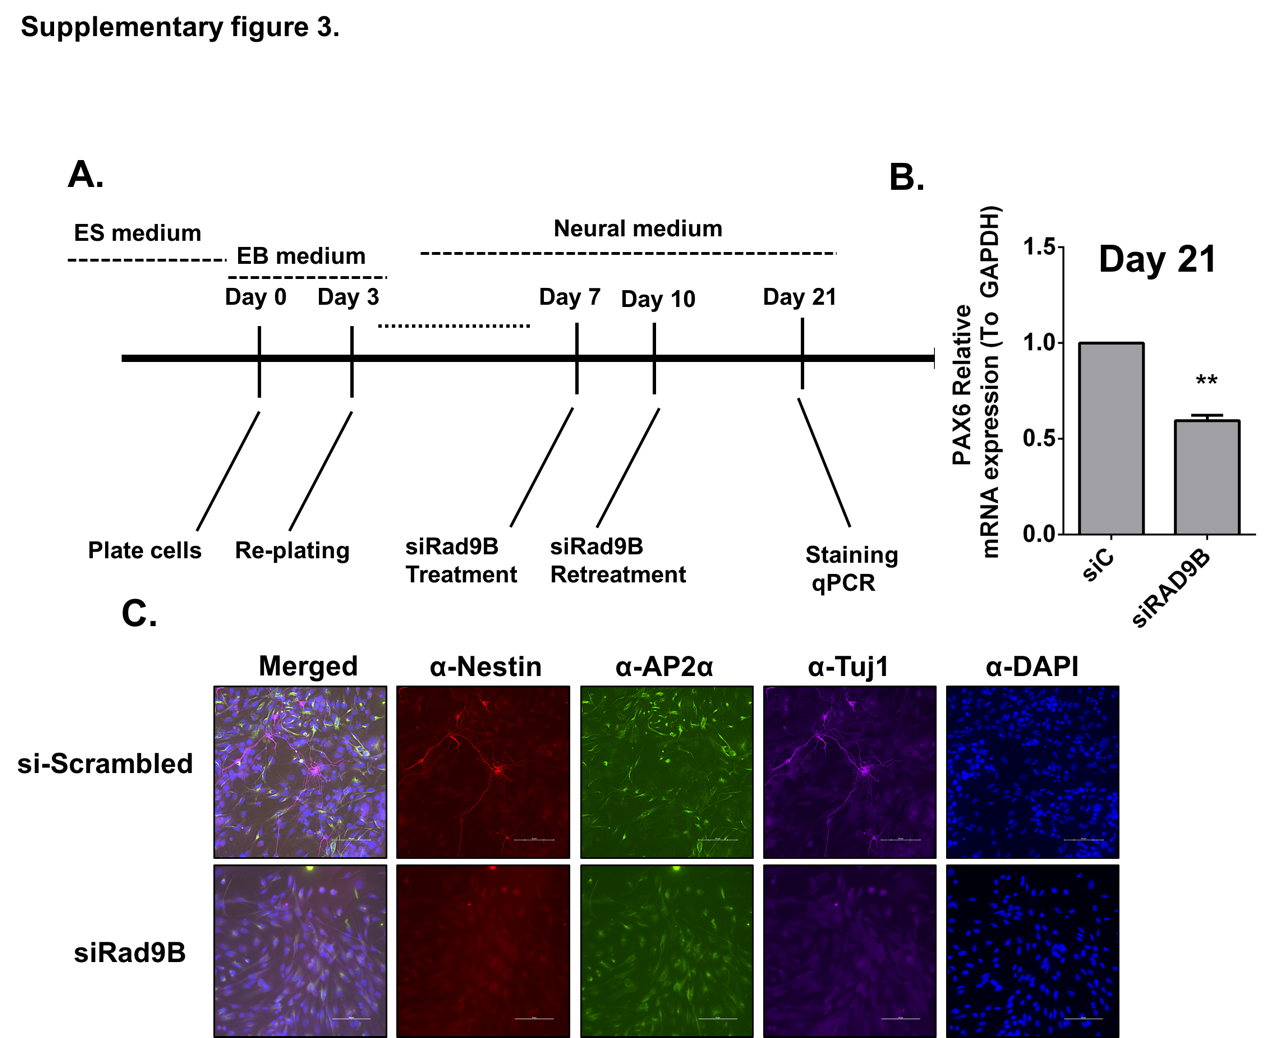 Supplementary figure 3.
A.
ES medium
EB medium
Neural medium
Day 0
Day 3
Day 7
Day 10
Day 21
Plate cells
Re-plating
siRad9B
Treatment
siRad9B
Retreatment
Staining
qPCR
B.
PAX6 Relative
mRNA expression (To GAPDH)
1.5
1.0
0.5
0.0
Day 21
**
siC
siRAD9B
C.
Merged
α-Nestin
α-AP2α
α-Tuj1
α-DAPI
si-Scrambled
siRad9B